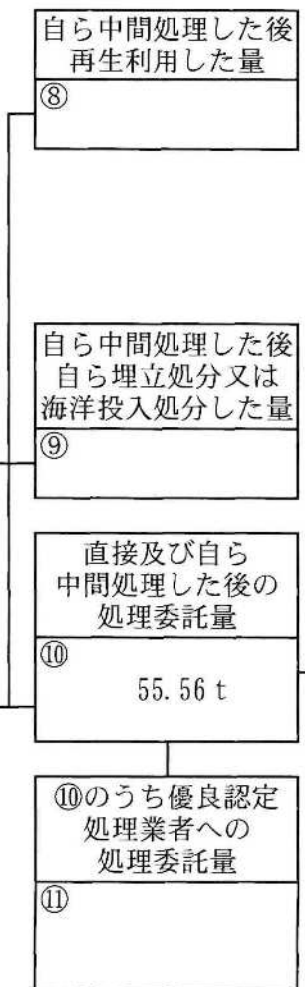 自ら中間処理した後
再生利用した量
⑧
自ら中間処理した後
自ら埋立処分又は
海洋投入処分した量
⑨
直接及び自ら
中間処理した後の
処理委託量
⑩
55.56 t
⑩のうち優良認定
処理業者への
処理委託量
⑪